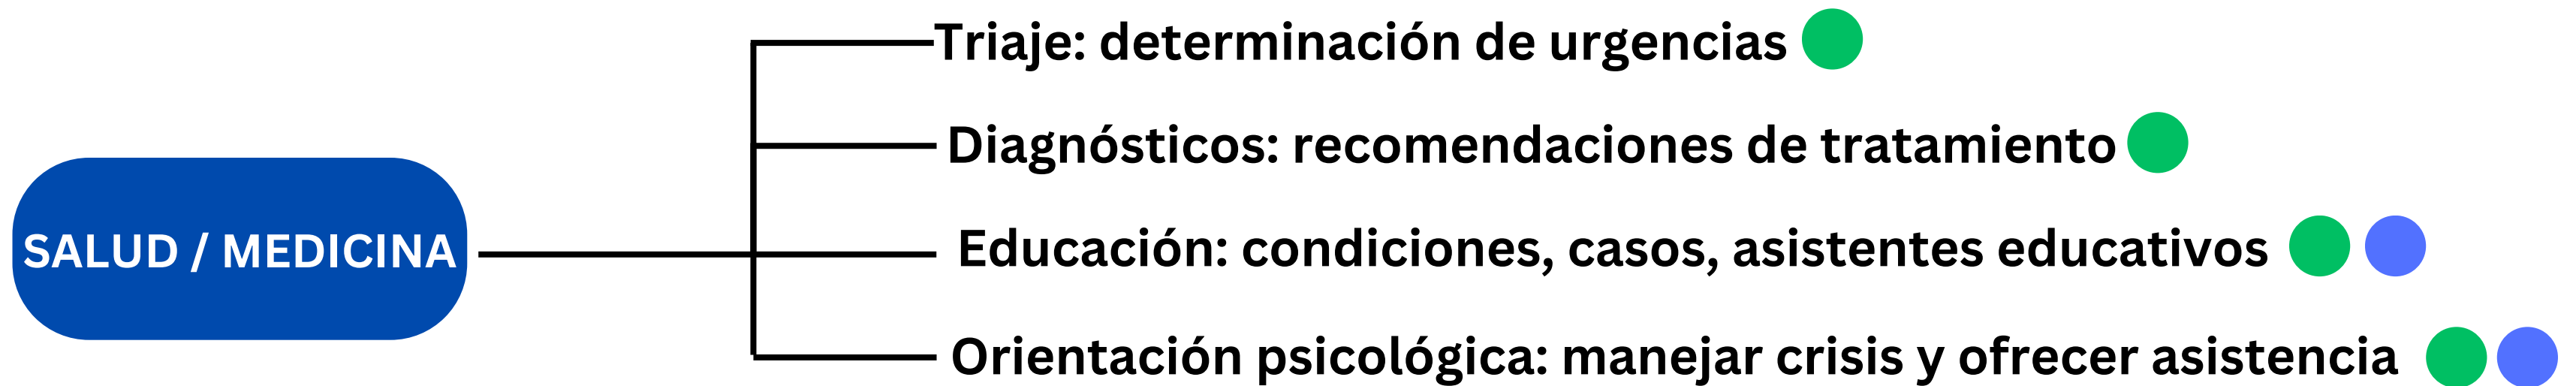 Triaje: determinación de urgencias
Diagnósticos: recomendaciones de tratamiento
SALUD / MEDICINA
Educación: condiciones, casos, asistentes educativos
Orientación psicológica: manejar crisis y ofrecer asistencia